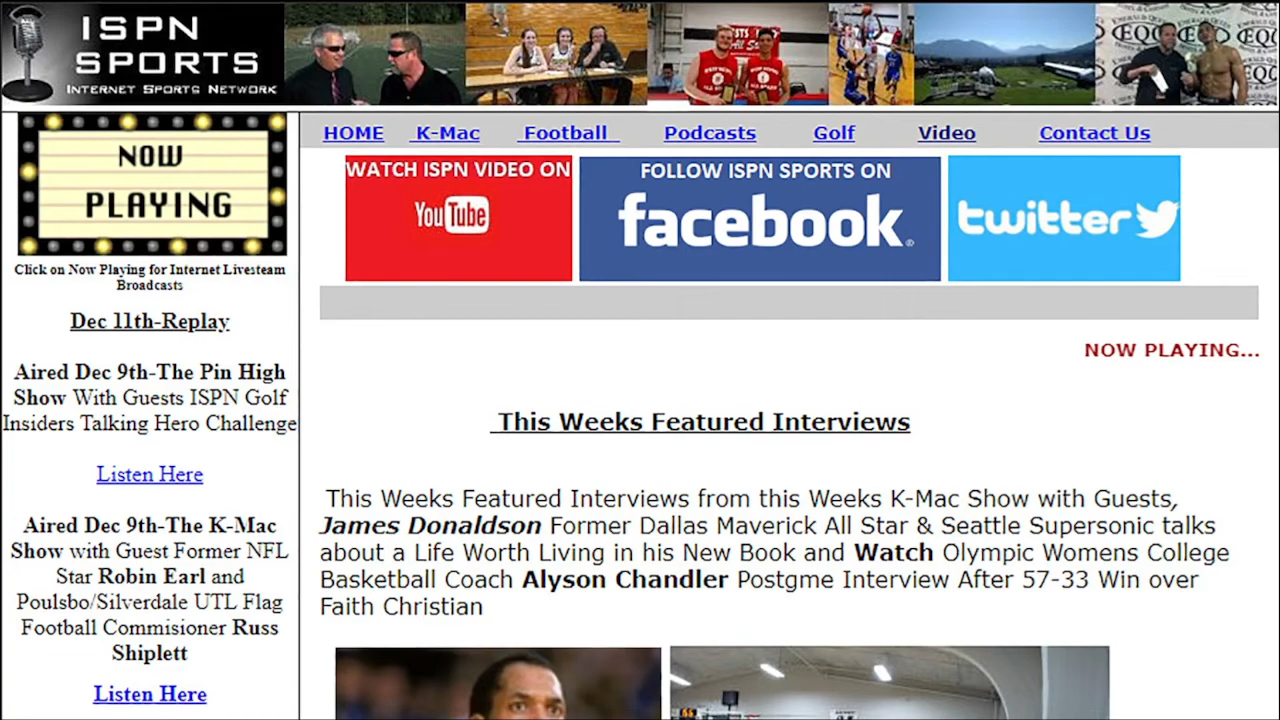 ISPN
SPORTS
INTERNET SPORTS NETWORK
EQC
EQC
HOME K-Mac Football Podcasts Golf Video Contact Us
NOW
PLAYING
Click on Now Playing for Internet Livesteam
Broadcasts
Dec 11th-Replay
Aired Dec 9th-The Pin High
Show With Guests ISPN Golf
Insiders Talking Hero Challenge
Listen Here
Aired Dec 9th-The K-Mac
Show with Guest Former NFL
Star Robin Earl and
Poulsbo/Silverdale UTL Flag
Football Commisioner Russ
Shiplett
Listen Here
WATCH ISPN VIDEO ON
YouTube
FOLLOW ISPN SPORTS ON
facebook.
twitter
NOW PLAYING...
This Weeks Featured Interviews
This Weeks Featured Interviews from this Weeks K-Mac Show with Guests,
James Donaldson Former Dallas Maverick All Star & Seattle Supersonic talks
about a Life Worth Living in his New Book and Watch Olympic Womens College
Basketball Coach Alyson Chandler Postgme Interview After 57-33 Win over
Faith Christian